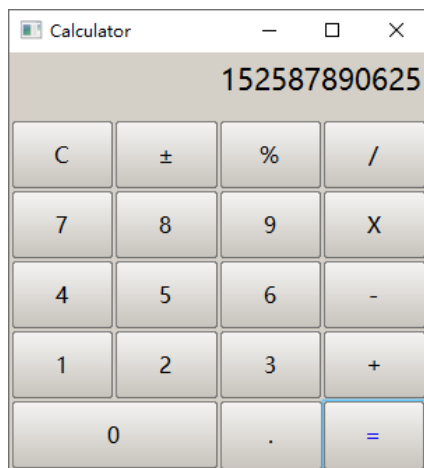 Calculator
152587890625
C ± % /
7 8 9 X
4 5 6 -
1 2 3 +
0 . =